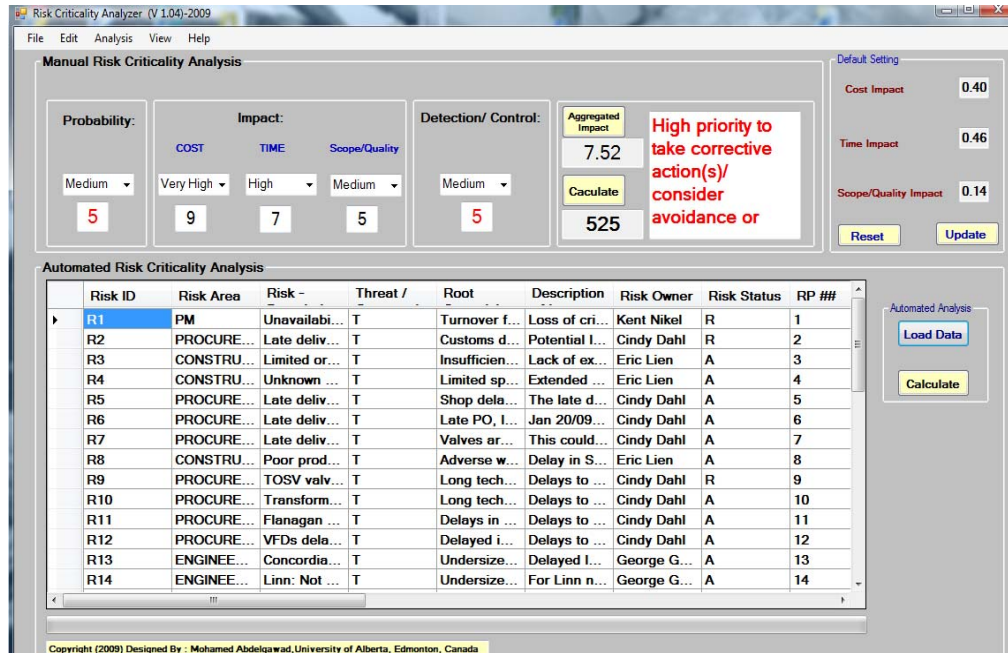 Risk Criticality Analyzer (V 1.04)-2009
File Edit Analysis View Help
Manual Risk Criticality Analysis
Probability:
Medium
5
Impact:
COST TIME Scope/Quality
Very High High Medium
9 7 5
Detection/ Control:
Medium
5
Aggregated
Impact
7.52
Caculate
525
High priority to
take corrective
action(s)/
consider
avoidance or
Default Setting
Cost Impact 0.40
Time Impact 0.46
Scope/Quality Impact 0.14
Reset Update
Automated Risk Criticality Analysis
Risk ID Risk Area Risk - Threat / Root Description Risk Owner Risk Status RP ##
R1 PM Unavailabi... T Turnover f... Loss of cri... Kent Nikel R 1
R2 PROCURE... Late deliv... T Customs d... Potential l... Cindy Dahl R 2
R3 CONSTRU... Limited or... T Insufficien... Lack of ex... Eric Lien A 3
R4 CONSTRU... Unknown ... T Limited sp... Extended ... Eric Lien A 4
R5 PROCURE... Late deliv... T Shop dela... The late d... Cindy Dahl A 5
R6 PROCURE... Late deliv... T Late PO, I... Jan 20/09... Cindy Dahl A 6
R7 PROCURE... Late deliv... T Valves ar... This could... Cindy Dahl A 7
R8 CONSTRU... Poor prod... T Adverse w... Delay in S... Eric Lien A 8
R9 PROCURE... TOSV valv... T Long tech... Delays to ... Cindy Dahl R 9
R10 PROCURE... Transform... T Long tech... Delays to ... Cindy Dahl A 10
R11 PROCURE... Flanagan ... T Delays in ... Delays to ... Cindy Dahl A 11
R12 PROCURE... VFDs dela... T Delayed i... Delays to ... Cindy Dahl A 12
R13 ENGINEE... Concordia... T Undersize... Delayed I... George G... A 13
R14 ENGINEE... Linn: Not ... T Undersize... For Linn n... George G... A 14
Automated Analysis
Load Data
Calculate
Copyright (2009) Designed By : Mohamed Abdelgawad,University of Alberta, Edmonton, Canada